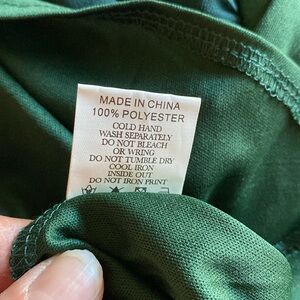 MADE IN CHINA
100% POLYESTER
COLD HAND
WASH SEPARATELY
DO NOT BLEACH
OR WRING
DO NOT TUMBLE DRY
COOL IRON
INSIDE OUT
DO NOT IRON PRINT